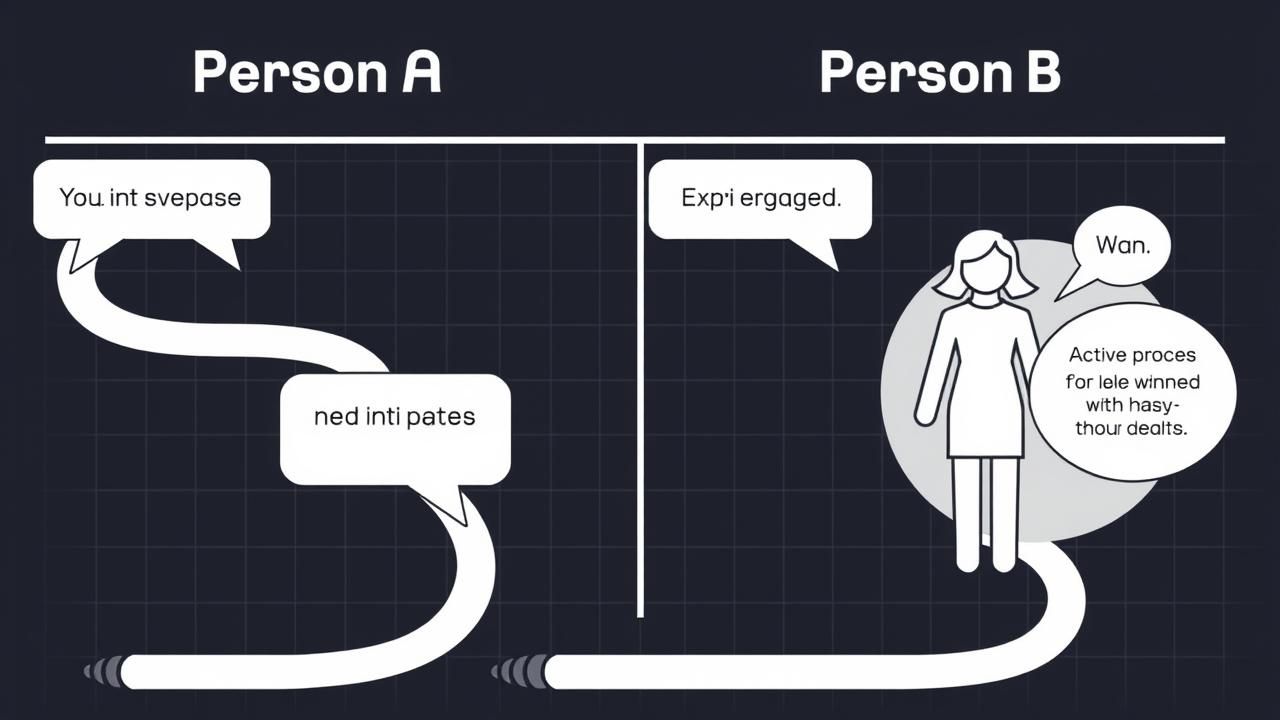 Person A
Person B
You int svepase
ned inti pates
Exp'i ergaged.
Wan.
Active proces
for lele winned
with hasy-
thour dealts.